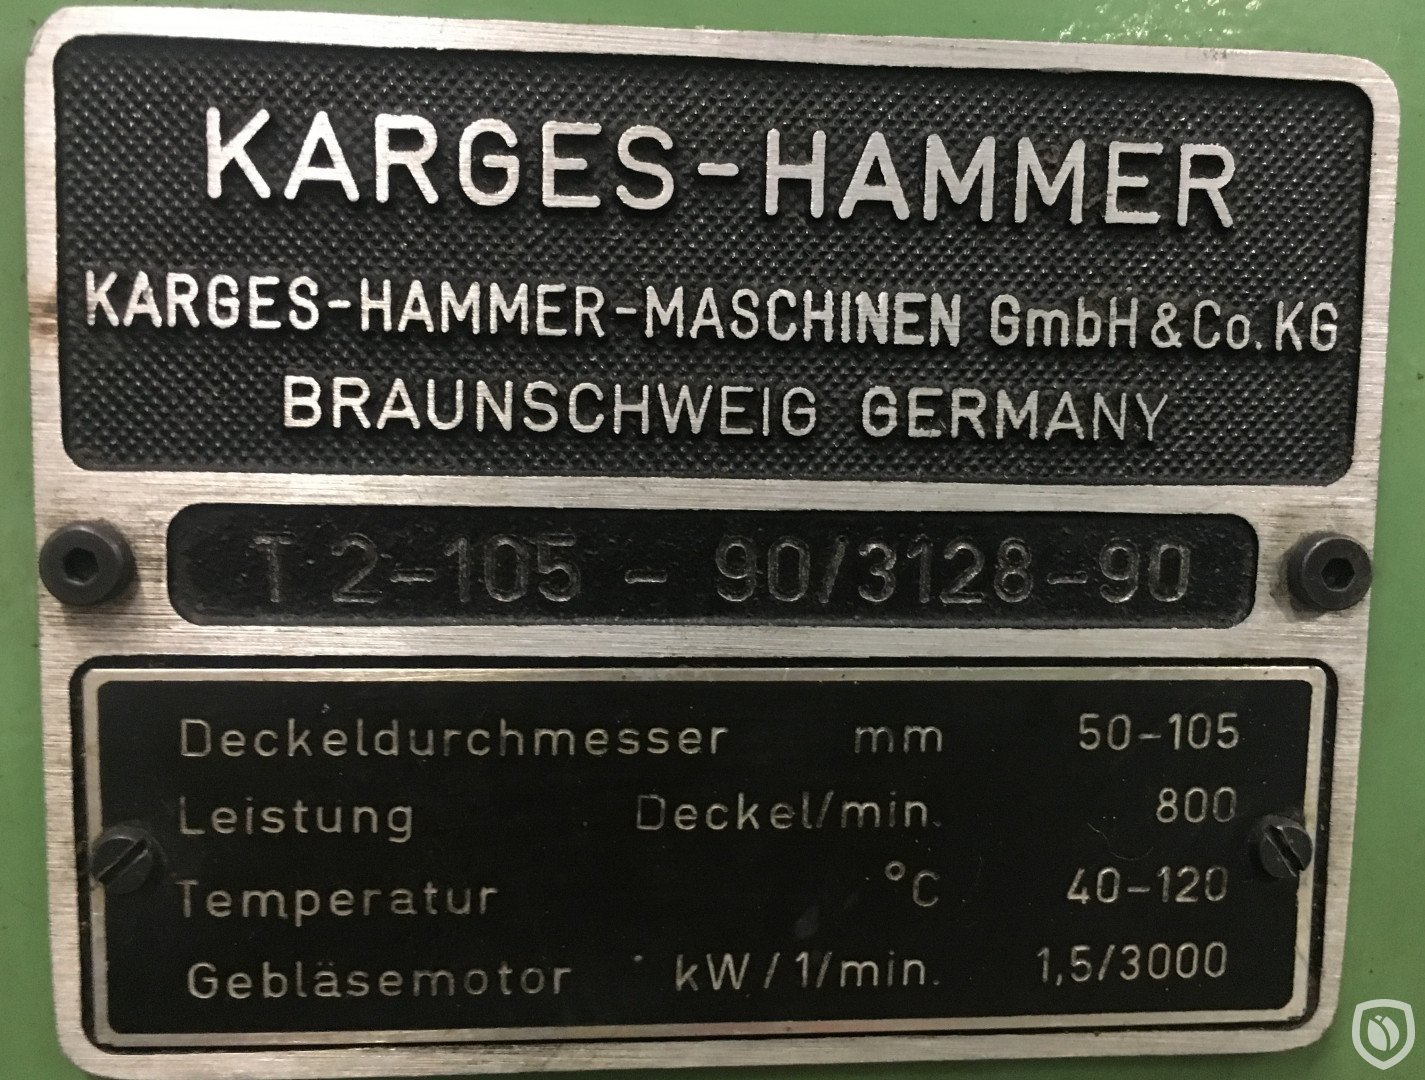 KARGES-HAMMER
KARGES-HAMMER-MASCHINEN GmbH & Co. KG
BRAUNSCHWEIG GERMANY
T 2-105 - 90/3128-90
Deckeldurchmesser mm 50-105
Leistung Deckel/min. 800
Temperatur °C 40-120
Gebläsemotor kW/1/min. 1,5/3000